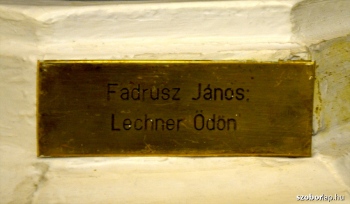 Fadrusz János;
Lechner Ödön
szoborlap.hu